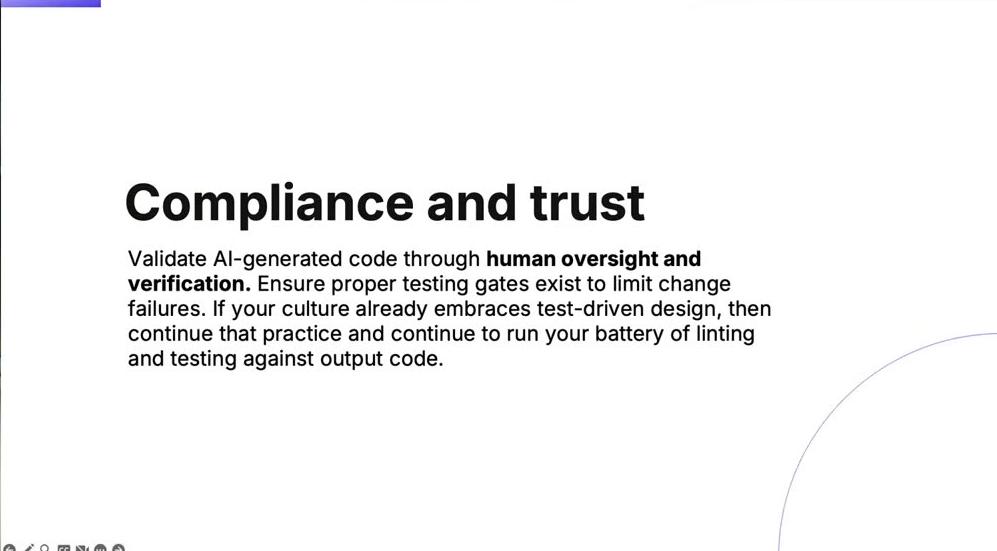 Compliance and trust
Validate AI-generated code through human oversight and
verification. Ensure proper testing gates exist to limit change
failures. If your culture already embraces test-driven design, then
continue that practice and continue to run your battery of linting
and testing against output code.